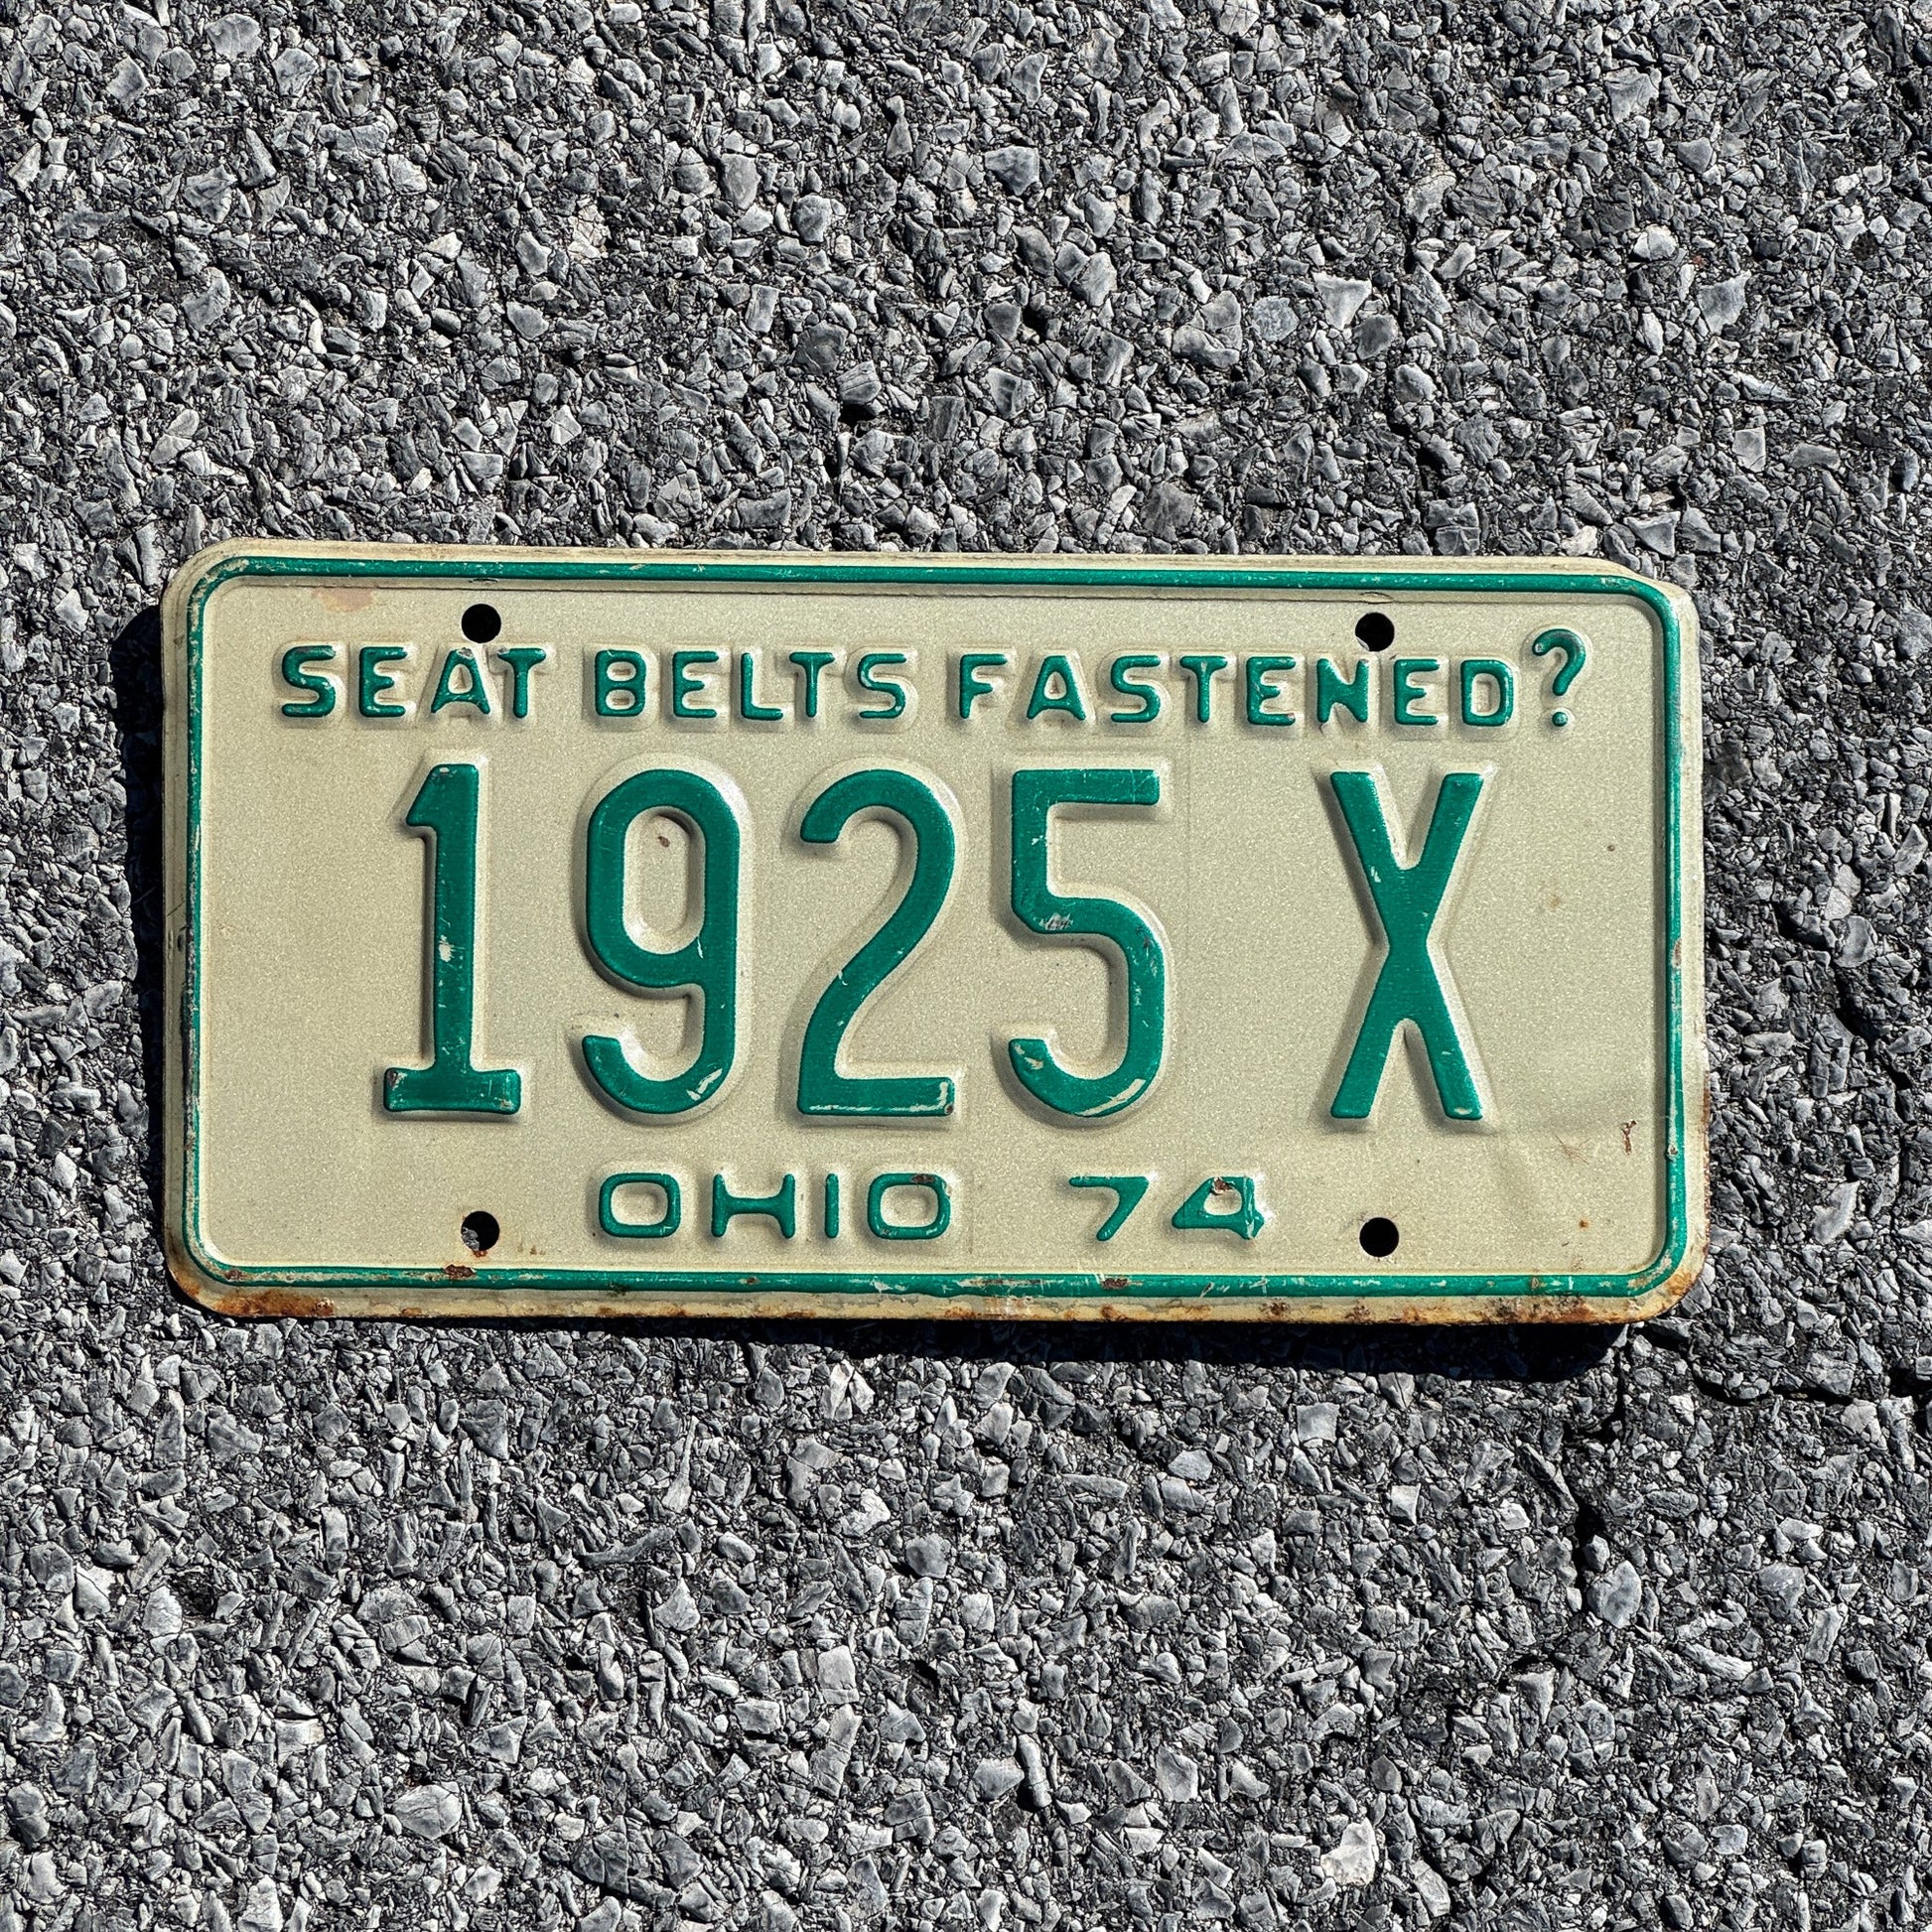 SEAT BELTS FASTENED?
1925 X
OHIO 74